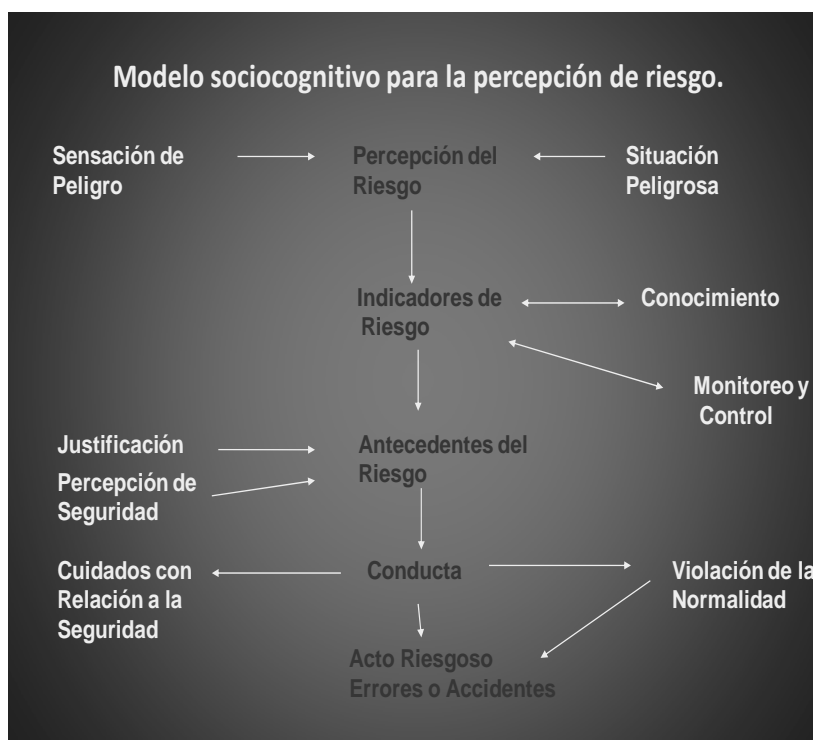 Modelo sociocognitivo para la percepción de riesgo.
Sensación de
Peligro
Percepción del
Riesgo
Situación
Peligrosa
Indicadores de
Riesgo
Conocimiento
Monitoreo y
Control
Justificación
Percepción de
Seguridad
Antecedentes del
Riesgo
Cuidados con
Relación a la
Seguridad
Conducta
Violación de la
Normalidad
Acto Riesgoso
Errores o Accidentes